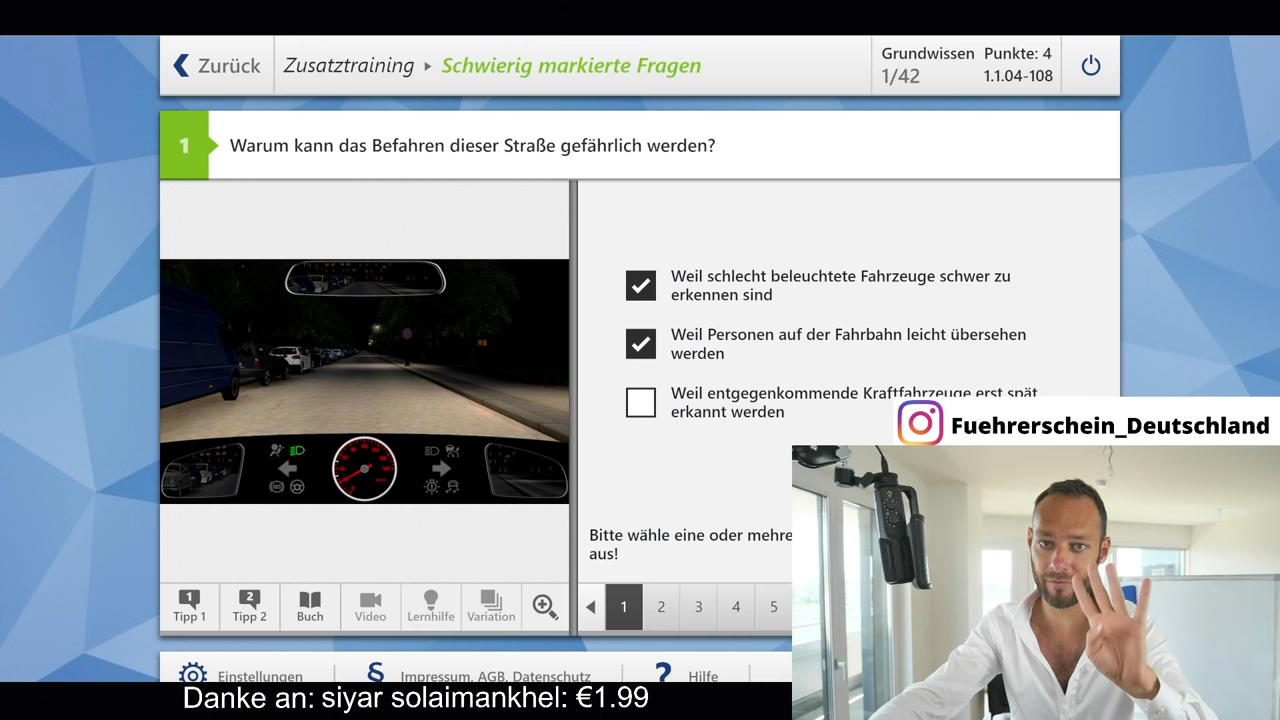 Zurück
Zusatztraining ▸ Schwierig markierte Fragen
Grundwissen Punkte: 4
1/42 1.1.04-108
1 Warum kann das Befahren dieser Straße gefährlich werden?
Weil schlecht beleuchtete Fahrzeuge schwer zu
erkennen sind
Weil Personen auf der Fahrbahn leicht übersehen
werden
Weil entgegenkommende Kraftfahrzeuge erst spät
erkannt werden
Fuehrerschein_Deutschland
Bitte wähle eine oder mehre
aus!
1 2
Tipp 1 Tipp 2 Buch Video Lernhilfe Variation
1 2 3 4 5
Einstellungen § Impressum, AGB, Datenschutz ? Hilfe
Danke an: siyar solaimankhel: €1.99